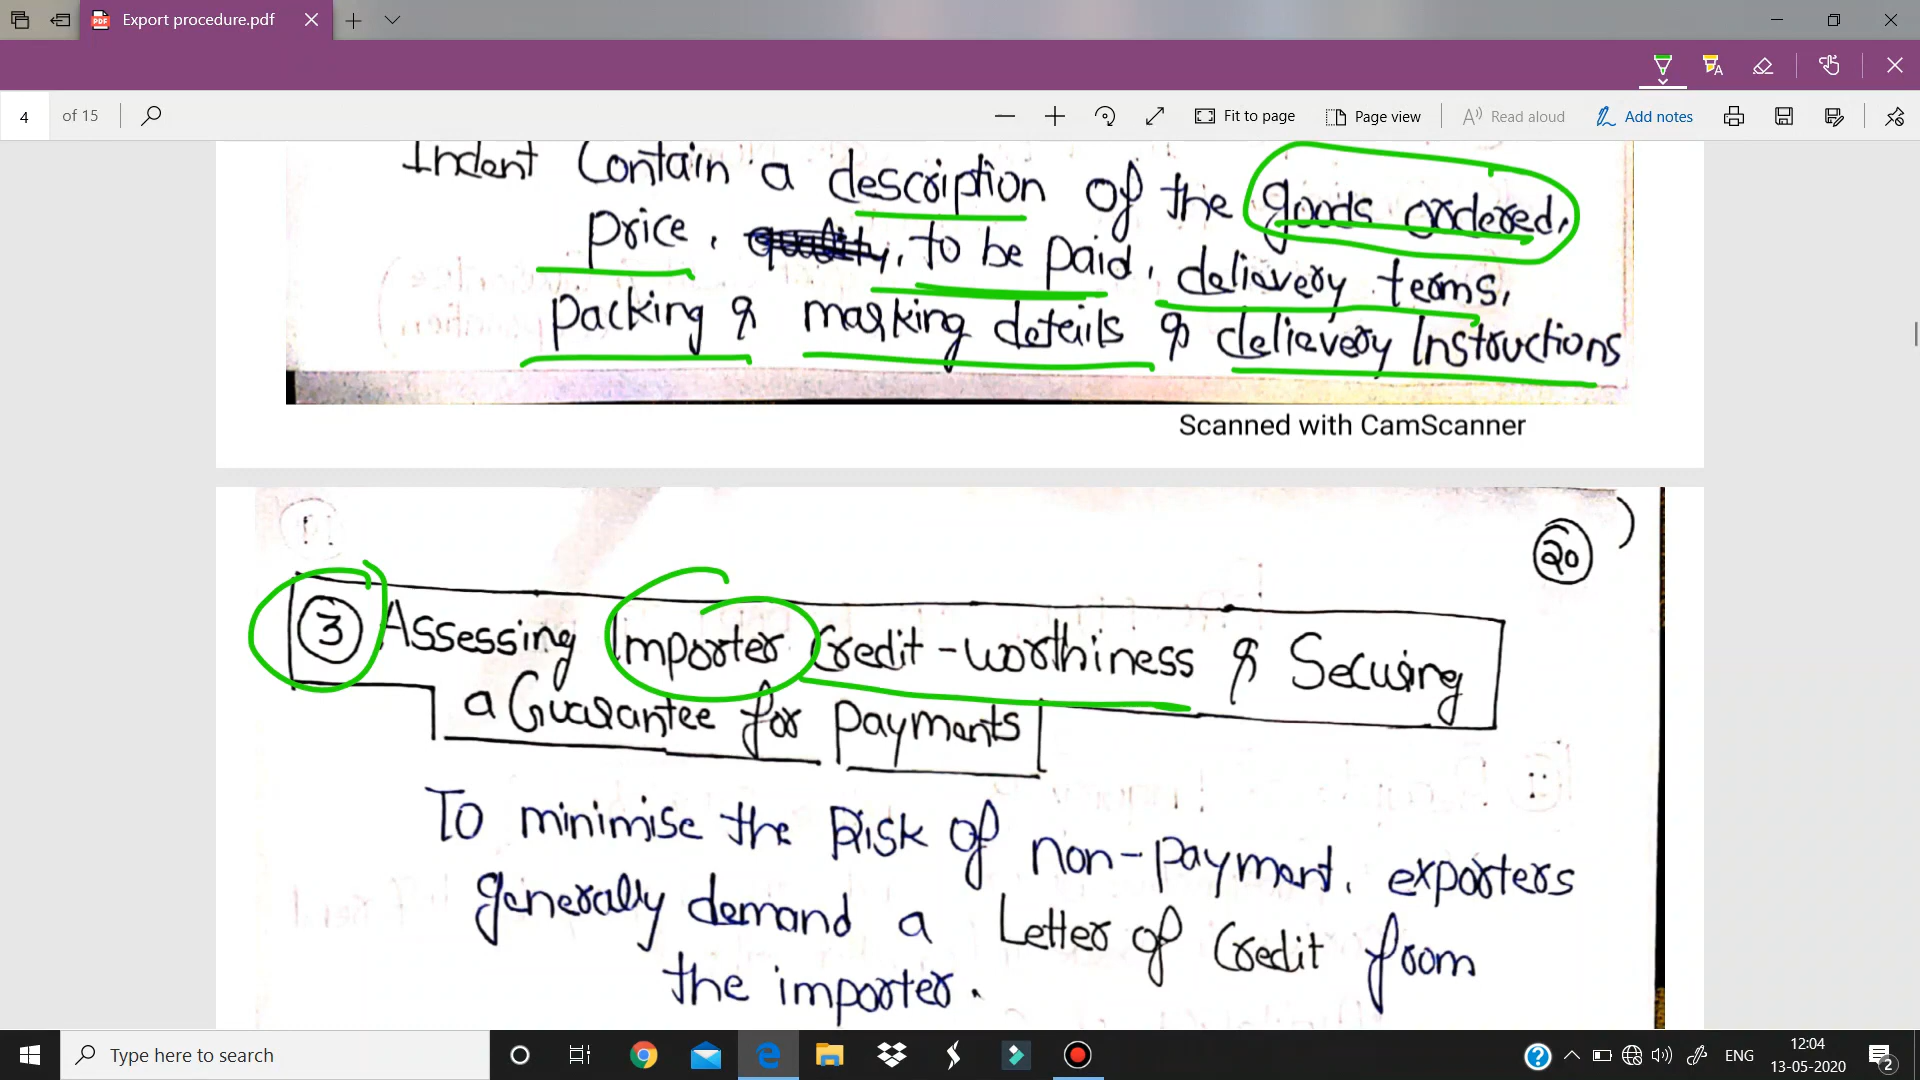 Export procedure.pdf
4 of 15
Fit to page
Page view
Read aloud
Add notes
Indent Contain a description of the goods ordered,
price, to be paid, delievery terms,
packing & marking details & delievery Instructions
Scanned with CamScanner
20
3 Assessing Importer Credit-worthiness & Securing
a Guarantee for payments
To minimise the Risk of non-payment, exporters
generally demand a Letter of Credit from
the importer.
Type here to search
ENG
12:04
13-05-2020
2